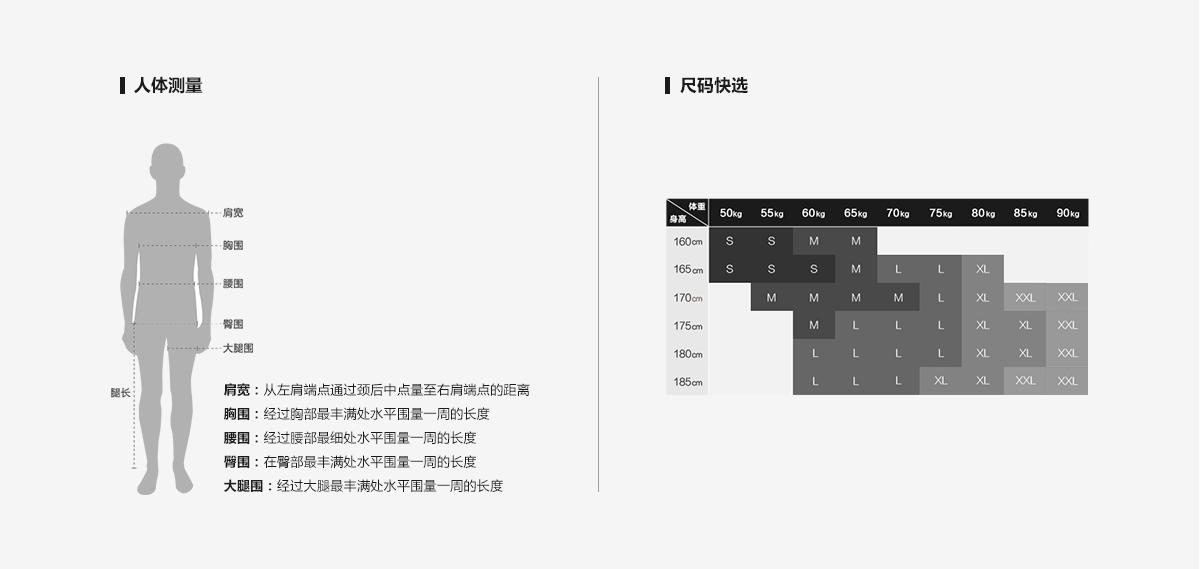 人体测量
肩宽
胸围
腰围
臀围
大腿围
腿长
肩宽：从左肩端点通过颈后中点量至右肩端点的距离
胸围：经过胸部最丰满处水平围量一周的长度
腰围：经过腰部最细处水平围量一周的长度
臀围：在臀部最丰满处水平围量一周的长度
大腿围：经过大腿最丰满处水平围量一周的长度
尺码快选
体重
身高
50kg 55kg 60kg 65kg 70kg 75kg 80kg 85kg 90kg
160cm S S M M
165cm S S S M L L XL
170cm M M M M L XL XXL XXL
175cm M L L L XL XL XXL
180cm L L L L XL XL XXL
185cm L L L XL XL XXL XXL